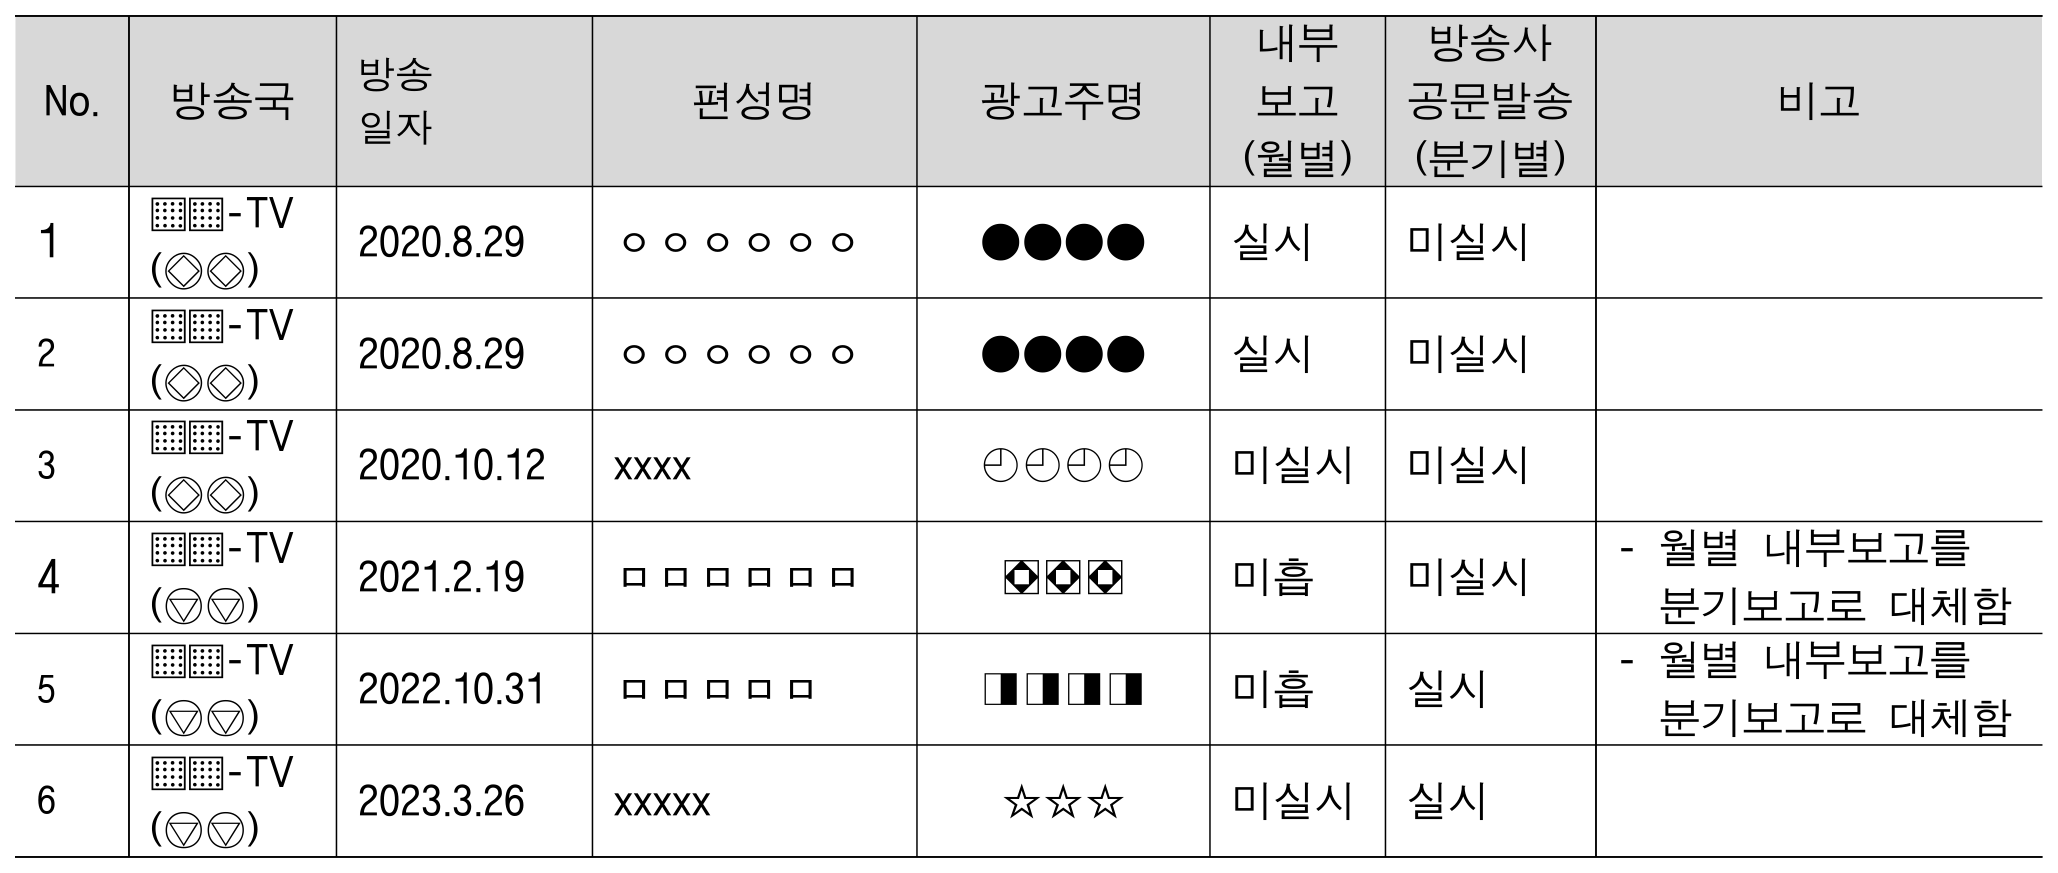 No. 방송국 방송 일자 편성명 광고주명 내부 보고 (월별) 방송사 공문발송 (분기별) 비고
1 ▦▦-TV (◈◈) 2020.8.29 ㅇㅇㅇㅇㅇㅇ ●●●● 실시 미실시
2 ▦▦-TV (◈◈) 2020.8.29 ㅇㅇㅇㅇㅇㅇ ●●●● 실시 미실시
3 ▦▦-TV (◈◈) 2020.10.12 xxxx ◴◴◴◴ 미실시 미실시
4 ▦▦-TV (▽▽) 2021.2.19 ㅁㅁㅁㅁㅁㅁ ◈◈◈ 미흡 미실시 - 월별 내부보고를 분기보고로 대체함
5 ▦▦-TV (▽▽) 2022.10.31 ㅁㅁㅁㅁㅁ ◨◨◨◨ 미흡 실시 - 월별 내부보고를 분기보고로 대체함
6 ▦▦-TV (▽▽) 2023.3.26 xxxxx ☆☆☆ 미실시 실시